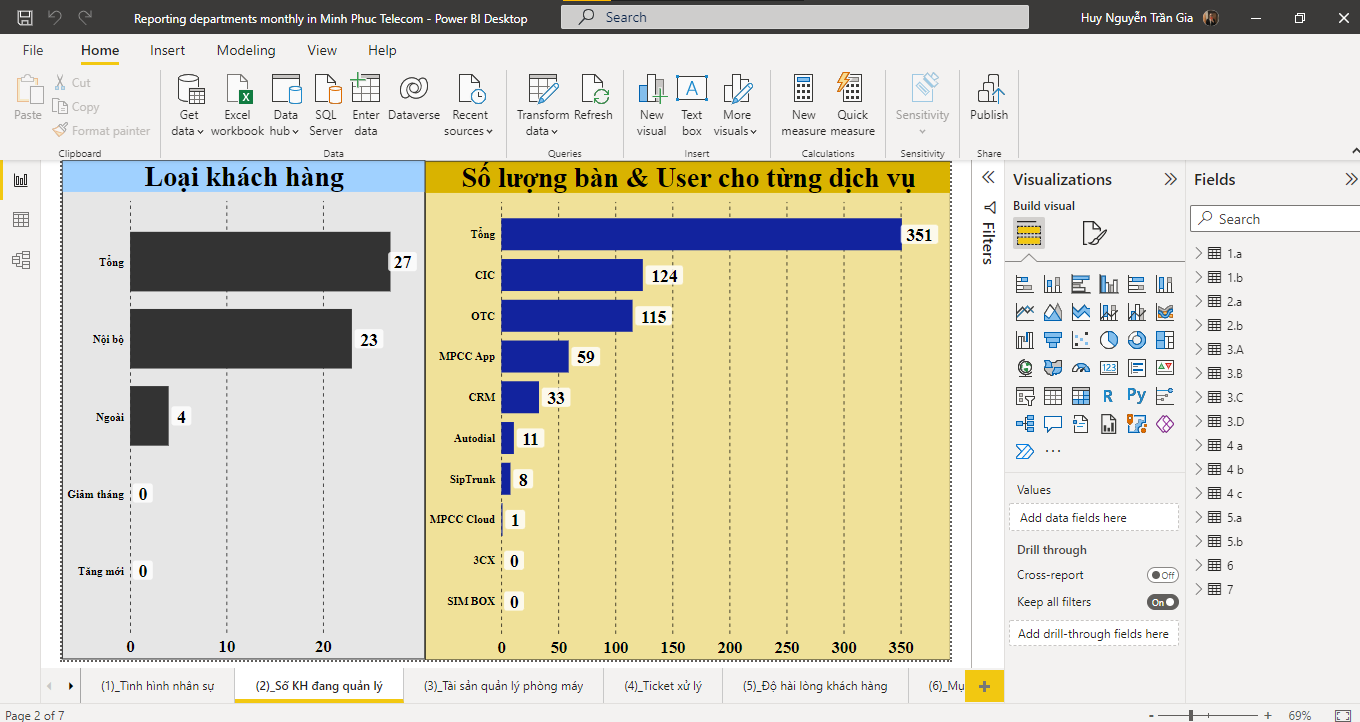 Reporting departments monthly in Minh Phuc Telecom - Power BI Desktop
Search
Huy Nguyễn Trần Gia
File
Home
Insert
Modeling
View
Help
Paste
Cut
Copy
Format painter
Clipboard
Get data
Excel workbook
Data hub
SQL Server
Enter data
Dataverse
Recent sources
Data
Transform data
Refresh
Queries
New visual
Text box
More visuals
Insert
New measure
Quick measure
Calculations
Sensitivity
Sensitivity
Publish
Share
Loại khách hàng
Tổng
27
Nội bộ
23
Ngoài
4
Giảm tháng
0
Tăng mới
0
0
10
20
Số lượng bàn & User cho từng dịch vụ
Tổng
351
CIC
124
OTC
115
MPCC App
59
CRM
33
Autodial
11
SipTrunk
8
MPCC Cloud
1
3CX
0
SIM BOX
0
0
50
100
150
200
250
300
350
Filters
Visualizations
Build visual
123
R
Py
Values
Add data fields here
Drill through
Cross-report
Off
Keep all filters
On
Add drill-through fields here
Fields
Search
1.a
1.b
2.a
2.b
3.A
3.B
3.C
3.D
4 a
4 b
4 c
5.a
5.b
6
7
(1)_Tình hình nhân sự
(2)_Số KH đang quản lý
(3)_Tài sản quản lý phòng máy
(4)_Ticket xử lý
(5)_Độ hài lòng khách hàng
(6)_Mụ
Page 2 of 7
69%